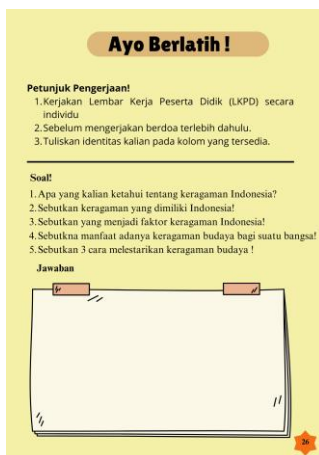 Ayo Berlatih !
Petunjuk Pengerjaan!
1. Kerjakan Lembar Kerja Peserta Didik (LKPD) secara
individu
2. Sebelum mengerjakan berdoa terlebih dahulu.
3. Tuliskan identitas kalian pada kolom yang tersedia.
Soal!
1. Apa yang kalian ketahui tentang keragaman Indonesia?
2. Sebutkan keragaman yang dimiliki Indonesia!
3. Sebutkan yang menjadi faktor keragaman Indonesia!
4. Sebutkna manfaat adanya keragaman budaya bagi suatu bangsa!
5. Sebutkan 3 cara melestarikan keragaman budaya !
Jawaban
26